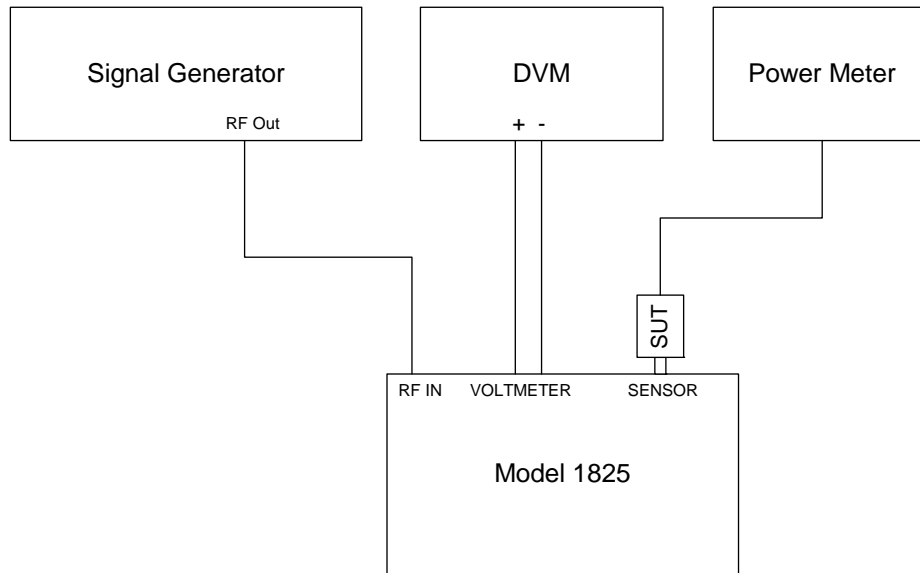 Signal Generator
RF Out
DVM
+ -
Power Meter
SUT
RF IN VOLTMETER SENSOR
Model 1825